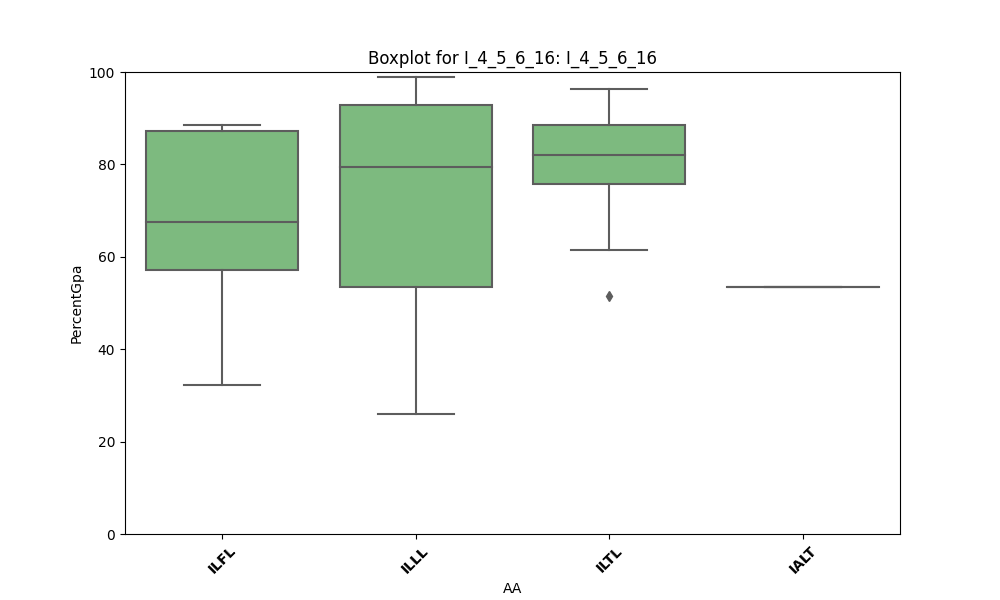 Boxplot for I_4_5_6_16: I_4_5_6_16
100
80
60
40
20
0
PercentGpa
ILFL
ILLL
ILTL
IALT
AA